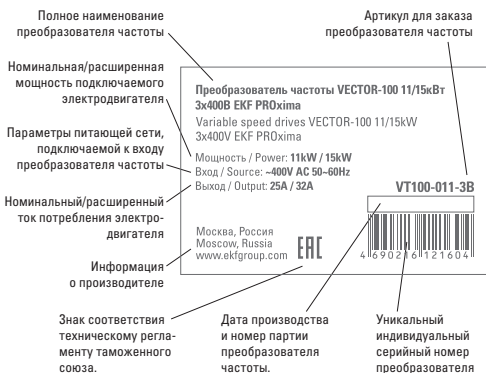 Полное наименование
преобразователя частоты
Артикул для заказа
преобразователя частоты
Номинальная/расширенная
мощность подключаемого
электродвигателя
Параметры питающей сети,
подключаемой к входу
преобразователя частоты
Номинальный/расширенный
ток потребления электро-
двигателя
Информация
о производителе
Преобразователь частоты VECTOR-100 11/15кВт
3х400В EKF PROxima
Variable speed drives VECTOR-100 11/15kW
3x400V EKF PROxima
Мощность / Power: 11kW / 15kW
Вход / Source: ~400V AC 50~60Hz
Выход / Output: 25A / 32A
VT100-011-3B
Москва, Россия
Moscow, Russia
www.ekfgroup.com
EAC
4 690216 121604
Знак соответствия
техническому регла-
менту таможенного
союза.
Дата производства
и номер партии
преобразователя
частоты.
Уникальный
индивидуальный
серийный номер
преобразователя